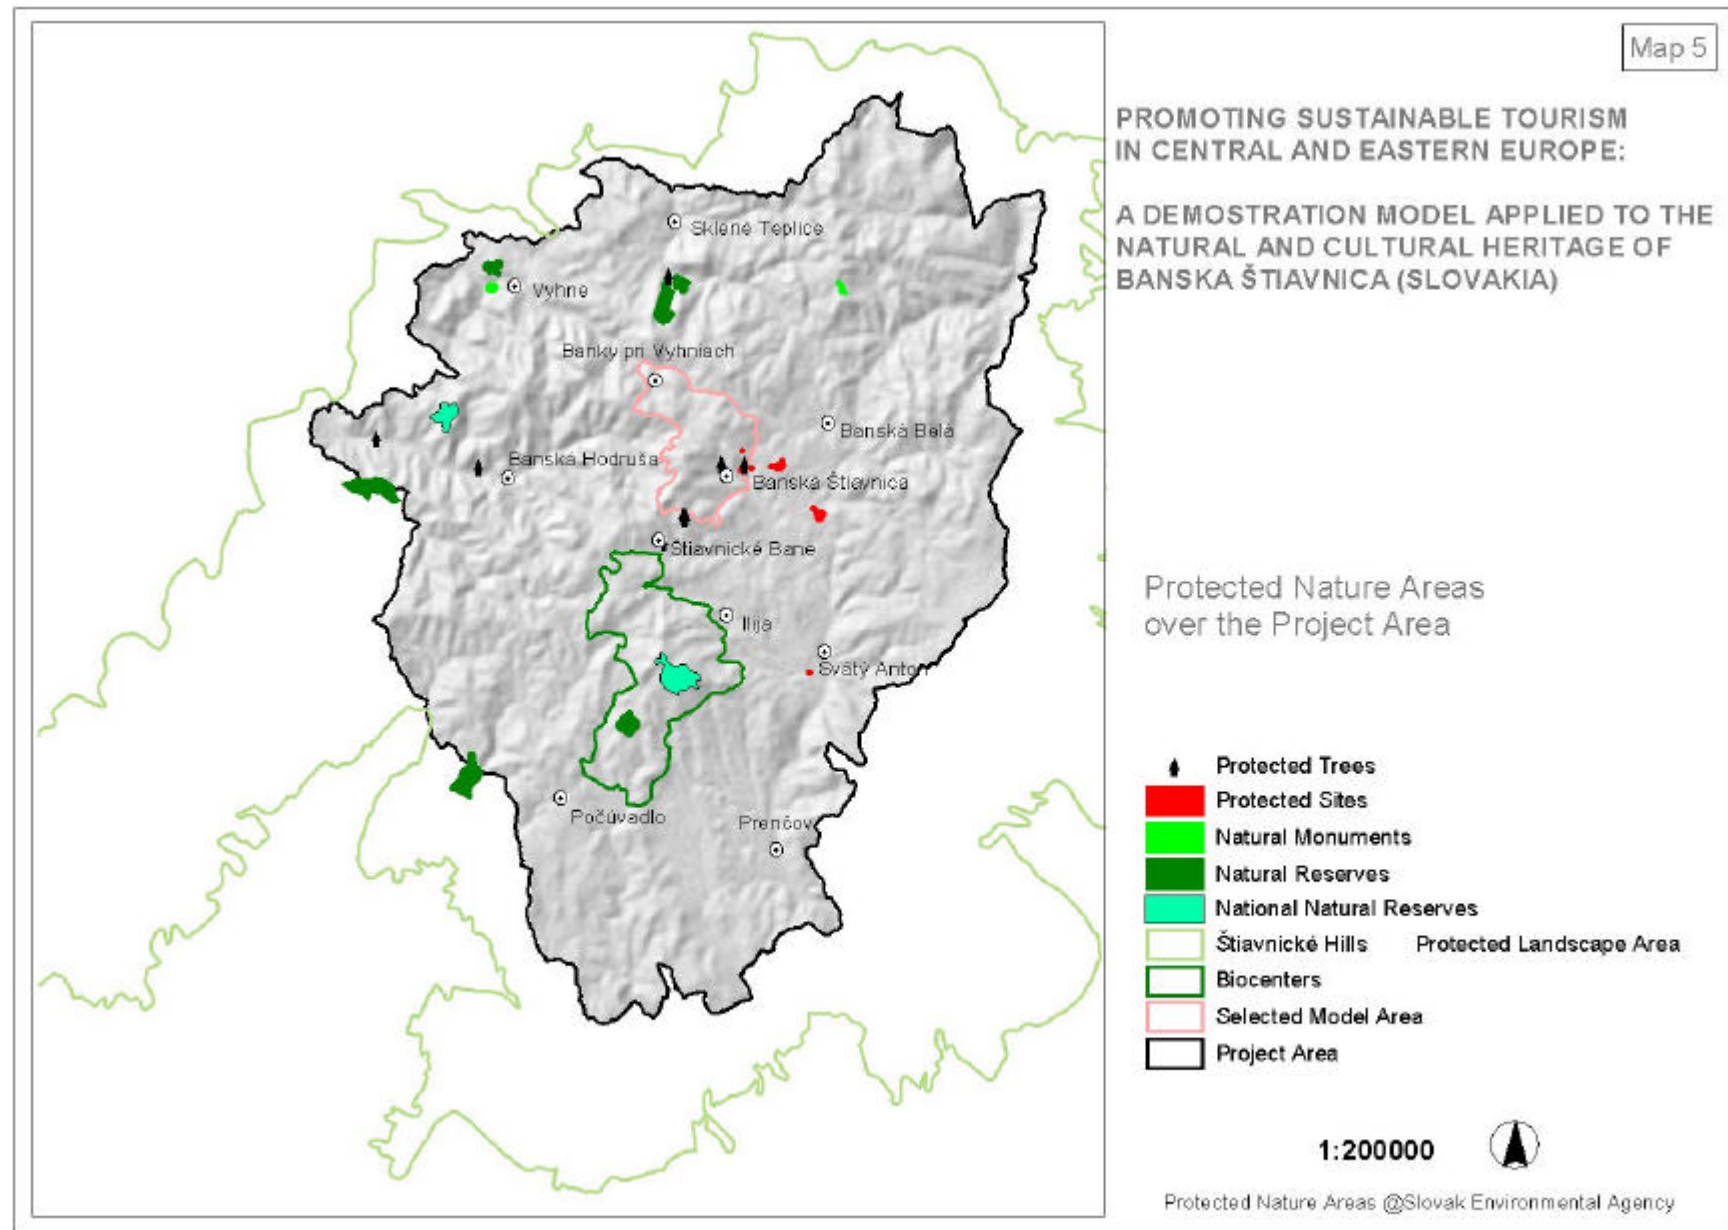 Map 5
PROMOTING SUSTAINABLE TOURISM
IN CENTRAL AND EASTERN EUROPE:
A DEMOSTRATION MODEL APPLIED TO THE
NATURAL AND CULTURAL HERITAGE OF
BANSKA ŠTIAVNICA (SLOVAKIA)
Sklené Teplice
Vyhne
Banky pri Vyhniach
Banská Belá
Banská Hodruša
Banska Štiavnica
Štiavnické Bane
Ilija
Svätý Anton
Počúvadlo
Prenčov
Protected Nature Areas
over the Project Area
Protected Trees
Protected Sites
Natural Monuments
Natural Reserves
National Natural Reserves
Štiavnické Hills Protected Landscape Area
Biocenters
Selected Model Area
Project Area
1:200000
Protected Nature Areas @Slovak Environmental Agency